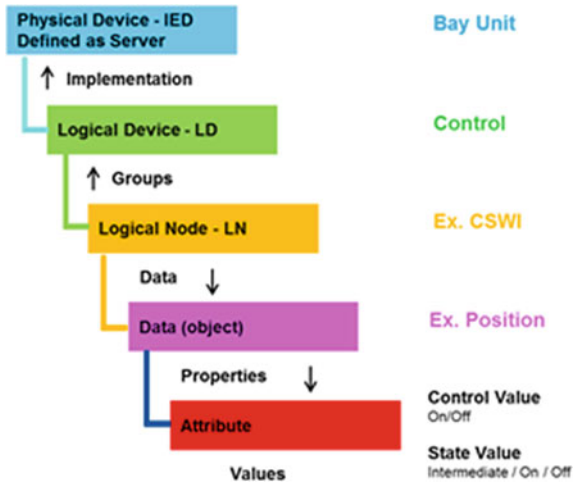 Physical Device - IED
Defined as Server
Bay Unit
↑ Implementation
Logical Device - LD
Control
↑ Groups
Logical Node - LN
Ex. CSWI
Data ↓
Data (object)
Ex. Position
Properties ↓
Control Value
On/Off
Attribute
State Value
Intermediate / On / Off
Values